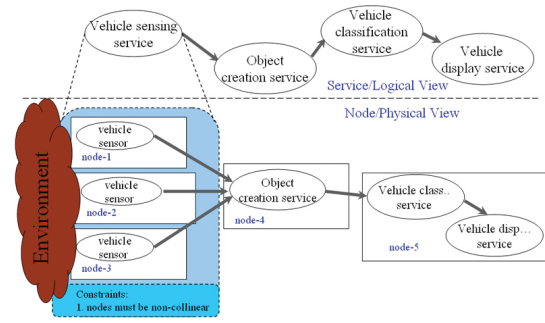 Vehicle sensing
service
Object
creation service
Vehicle
classification
service
Vehicle
display service
Service/Logical View
Node/Physical View
Environment
vehicle
sensor
node-1
vehicle
sensor
node-2
vehicle
sensor
node-3
Object
creation service
node-4
Vehicle class..
service
Vehicle disp...
service
node-5
Constraints:
1. nodes must be non-collinear